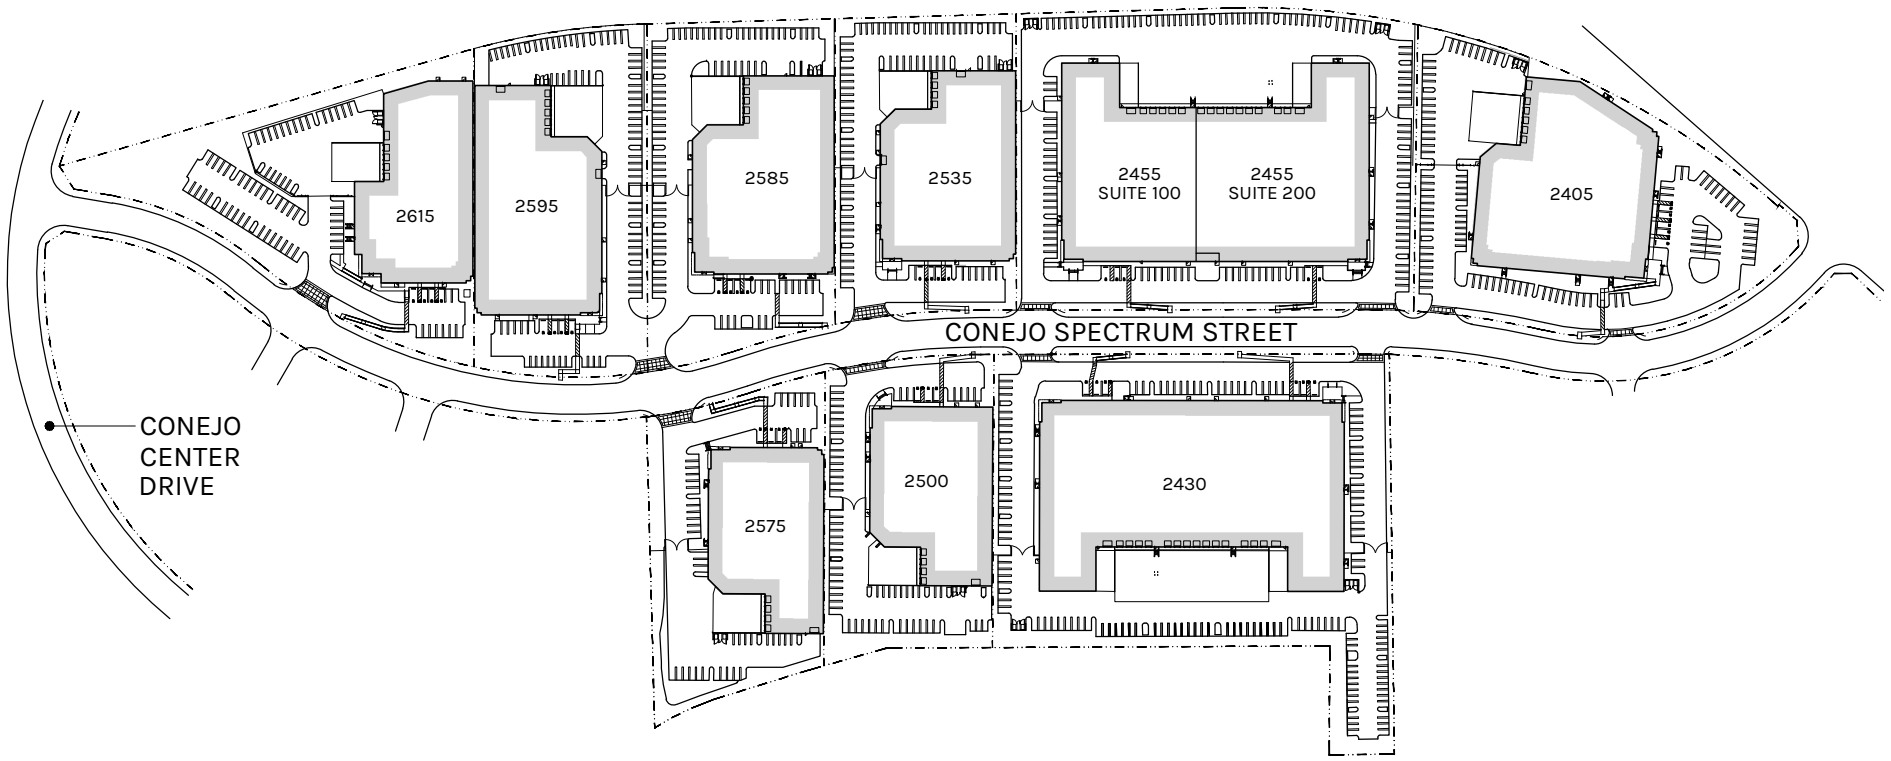 2615
2595
2585
2535
2455
SUITE 100
2455
SUITE 200
2405
CONEJO SPECTRUM STREET
CONEJO
CENTER
DRIVE
2575
2500
2430